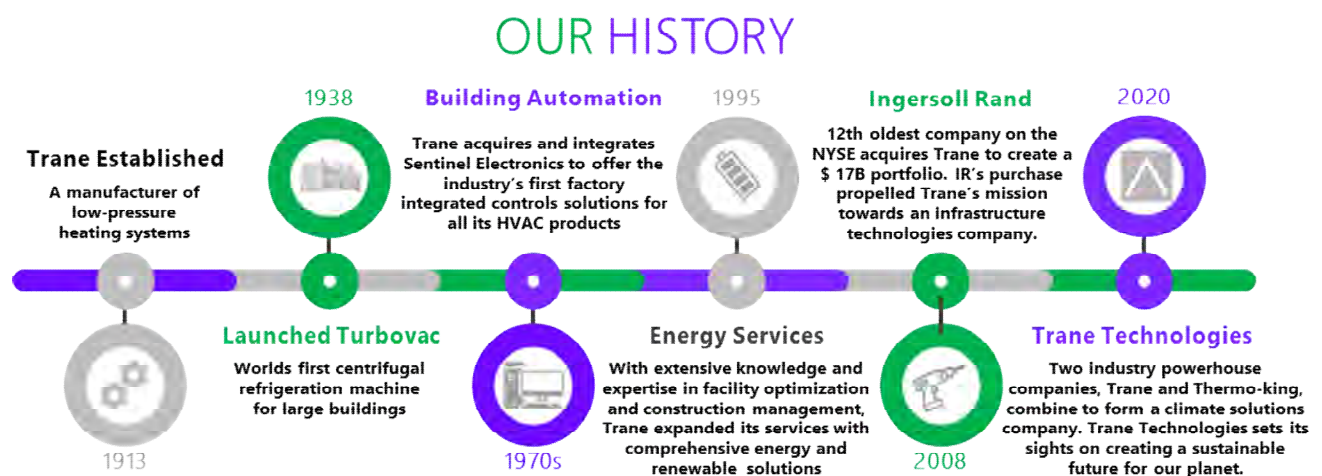 OUR HISTORY
Trane Established
A manufacturer of
low-pressure
heating systems
1913
1938
Launched Turbovac
Worlds first centrifugal
refrigeration machine
for large buildings
Building Automation
Trane acquires and integrates
Sentinel Electronics to offer the
industry's first factory
integrated controls solutions for
all its HVAC products
1970s
1995
Energy Services
With extensive knowledge and
expertise in facility optimization
and construction management,
Trane expanded its services with
comprehensive energy and
renewable solutions
Ingersoll Rand
12th oldest company on the
NYSE acquires Trane to create a
$ 17B portfolio. IR's purchase
propelled Trane's mission
towards an infrastructure
technologies company.
2008
2020
Trane Technologies
Two industry powerhouse
companies, Trane and Thermo-king,
combine to form a climate solutions
company. Trane Technologies sets its
sights on creating a sustainable
future for our planet.